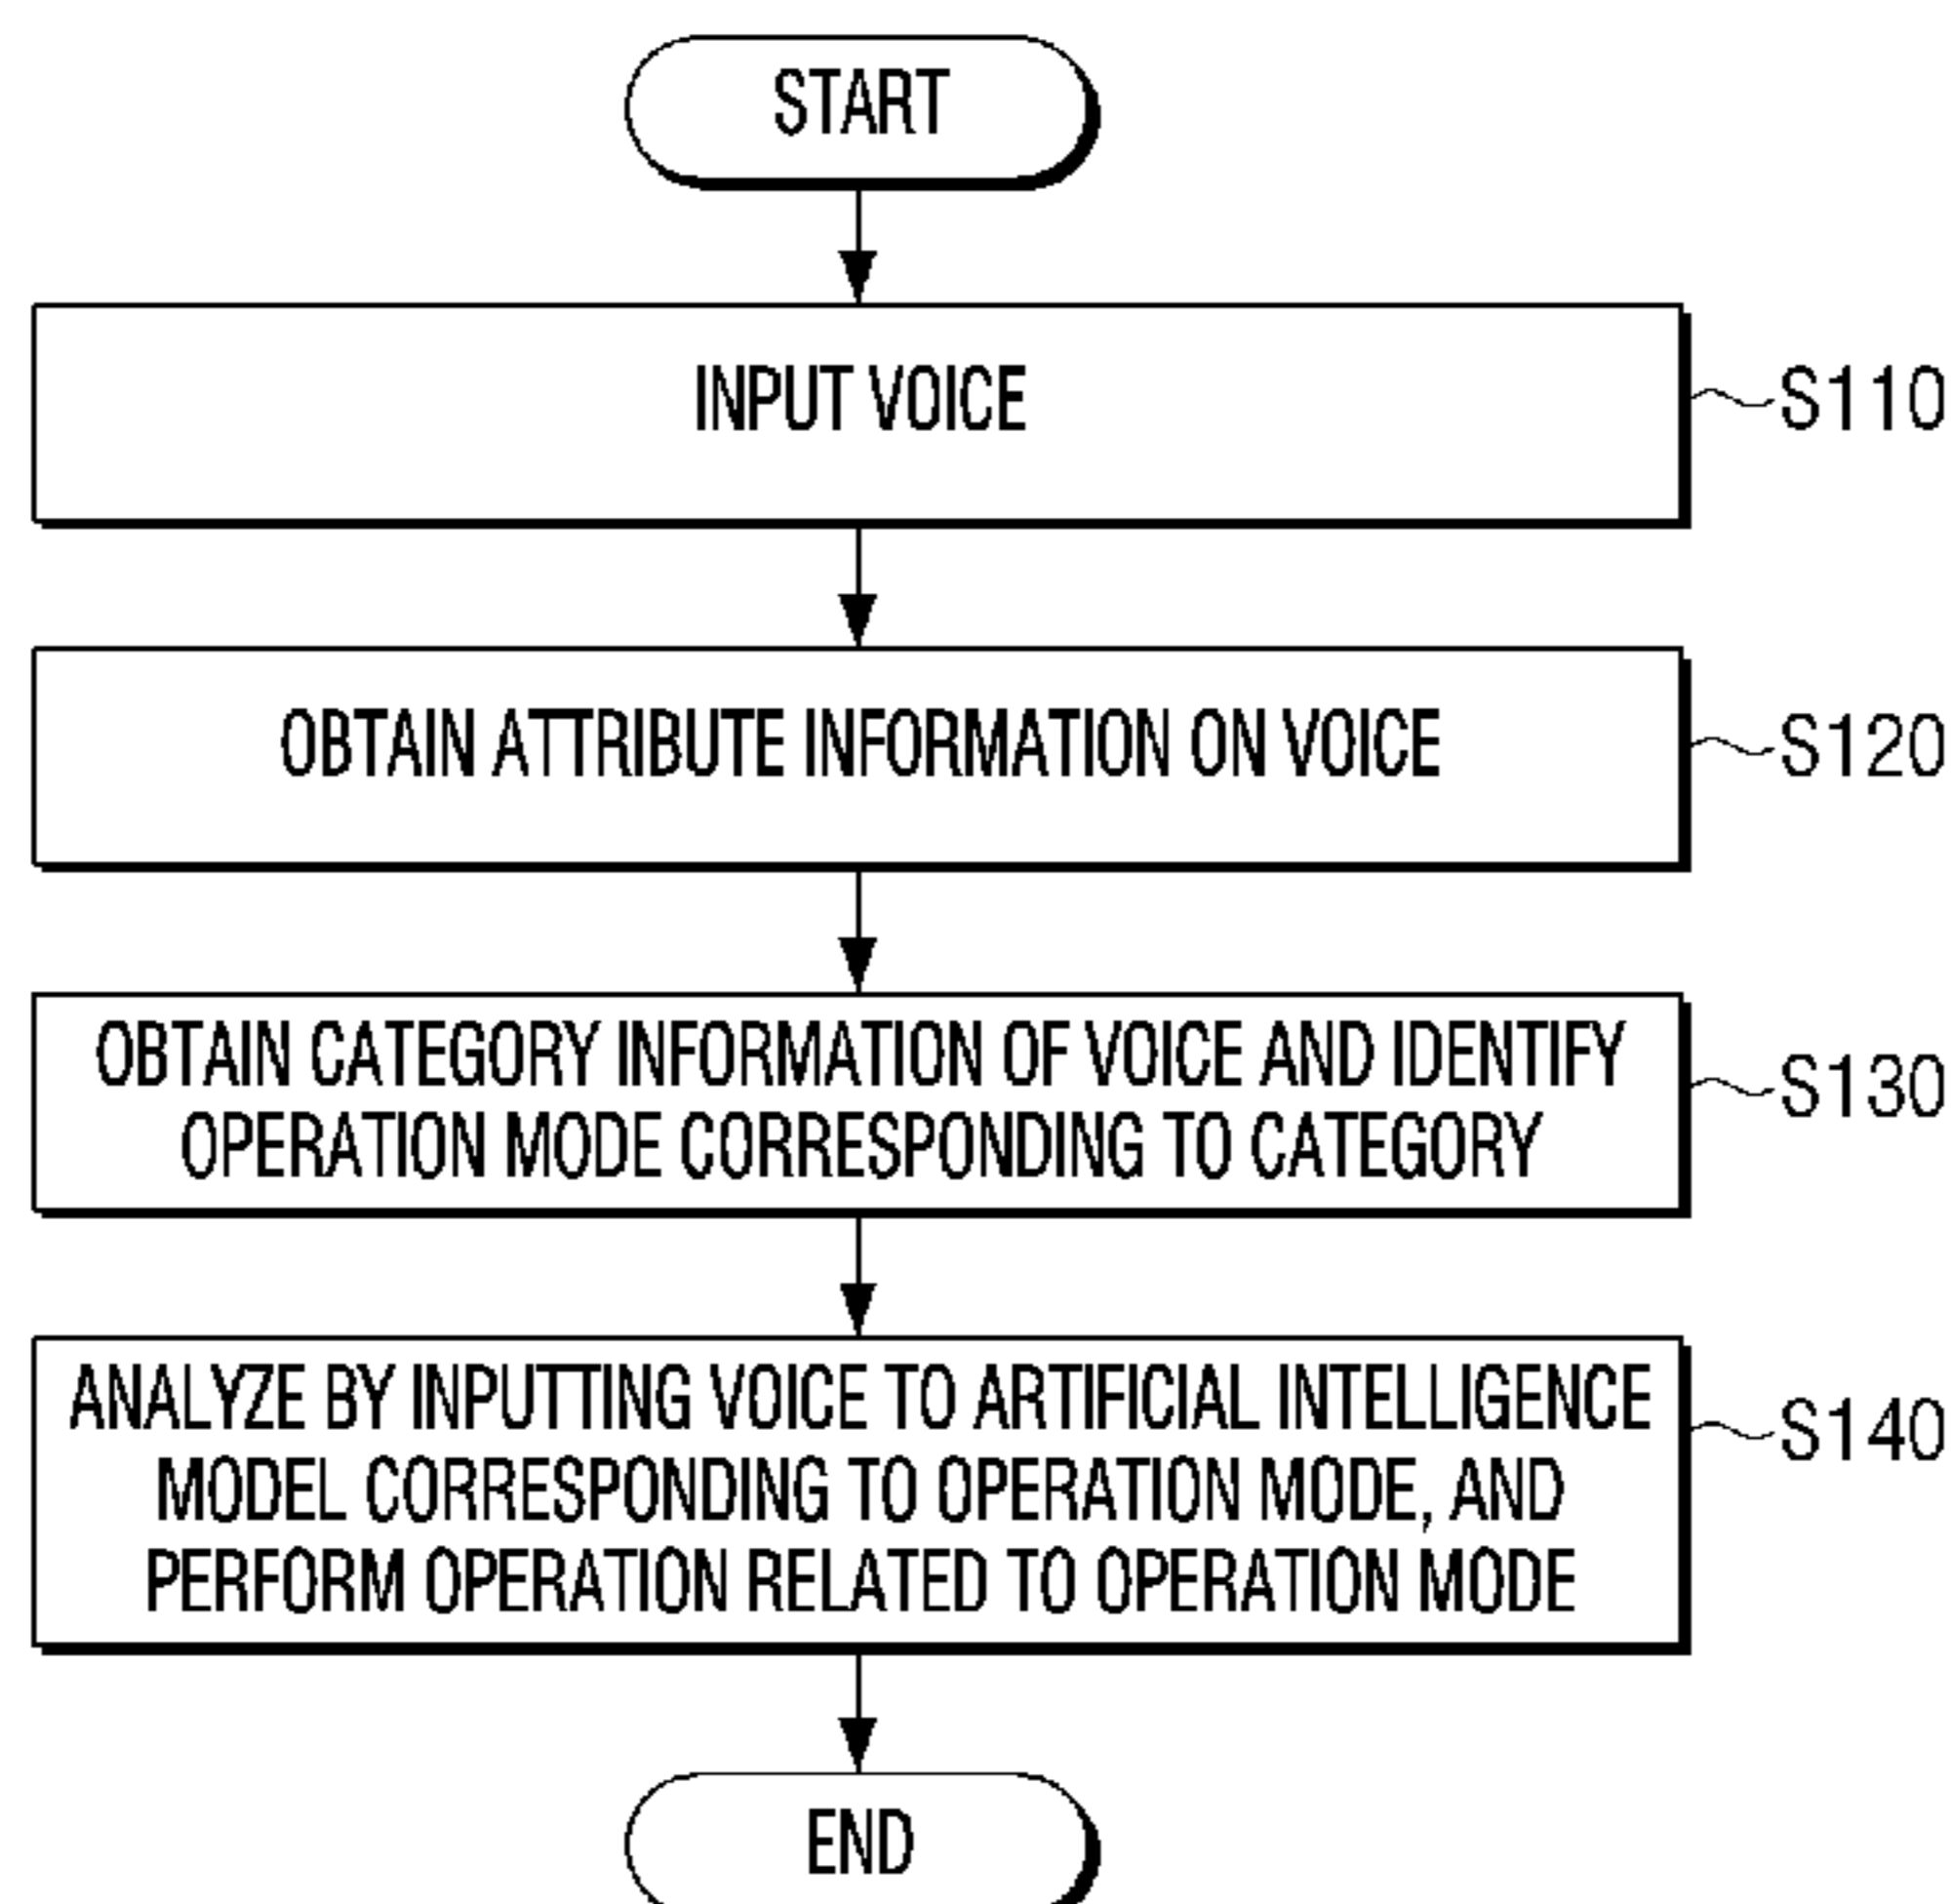 START
INPUT VOICE
S110
OBTAIN ATTRIBUTE INFORMATION ON VOICE
S120
OBTAIN CATEGORY INFORMATION OF VOICE AND IDENTIFY
OPERATION MODE CORRESPONDING TO CATEGORY
S130
ANALYZE BY INPUTTING VOICE TO ARTIFICIAL INTELLIGENCE
MODEL CORRESPONDING TO OPERATION MODE, AND
PERFORM OPERATION RELATED TO OPERATION MODE
S140
END